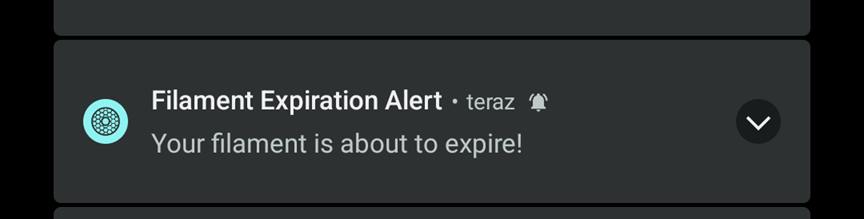 Filament Expiration Alert • teraz
Your filament is about to expire!